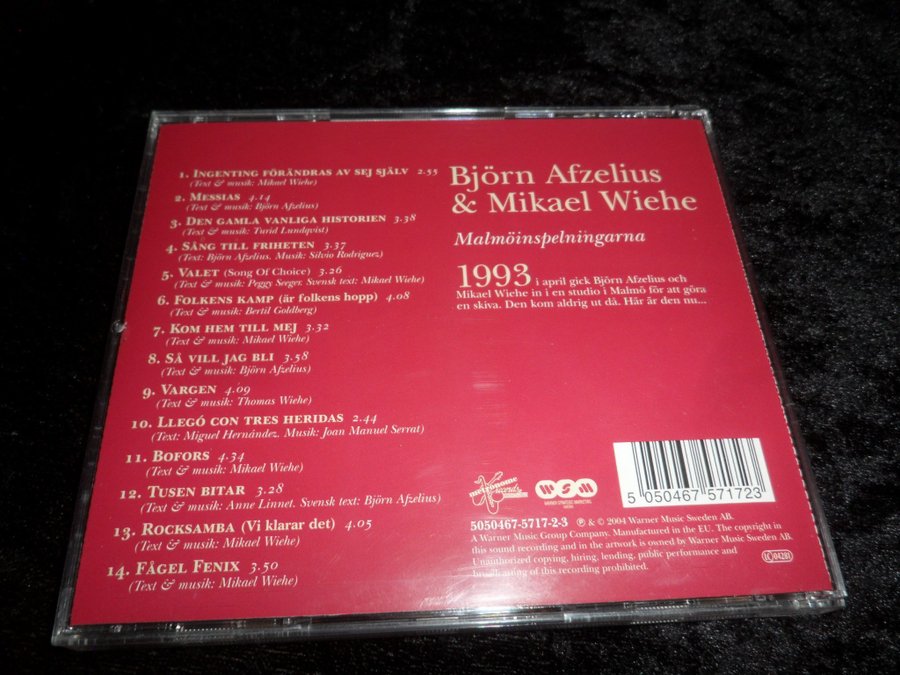 1. Ingenting förändras av sej själv 2.55
(Text & musik: Mikael Wiehe)
2. Messias 4.14
(Text & musik: Björn Afzelius)
3. Den gamla vanliga historien 3.38
(Text & musik: Turid Lundqvist)
4. Sång till friheten 3.37
(Text: Björn Afzelius. Musik: Silvio Rodriguez)
5. Valet (Song Of Choice) 3.26
(Text & musik: Peggy Seeger. Svensk text: Mikael Wiehe)
6. Folkens kamp (är folkens hopp) 4.08
(Text & musik: Bertil Goldberg)
7. Kom hem till mej 3.32
(Text & musik: Mikael Wiehe)
8. Så vill jag bli 3.58
(Text & musik: Björn Afzelius)
9. Vargen 4.09
(Text & musik: Thomas Wiehe)
10. Llegó con tres heridas 2.44
(Text: Miguel Hernández. Musik: Joan Manuel Serrat)
11. Bofors 4.34
(Text & musik: Mikael Wiehe)
12. Tusen bitar 3.28
(Text & musik: Anne Linnet. Svensk text: Björn Afzelius)
13. Rocksamba (Vi klarar det) 4.05
(Text & musik: Mikael Wiehe)
14. Fågel Fenix 3.50
(Text & musik: Mikael Wiehe)
Björn Afzelius
& Mikael Wiehe
Malmöinspelningarna
1993 i april gick Björn Afzelius och
Mikael Wiehe in i en studio i Malmö för att göra
en skiva. Den kom aldrig ut då. Här är den nu...
5 050467 571723
metronome
records
WSM
5050467-5717-2-3 ℗ & © 2004 Warner Music Sweden AB.
A Warner Music Group Company. Manufactured in the EU. The copyright in
this sound recording and in the artwork is owned by Warner Music Sweden AB.
Unauthorized copying, hiring, lending, public performance and
broadcasting of this recording prohibited.
LC 04281